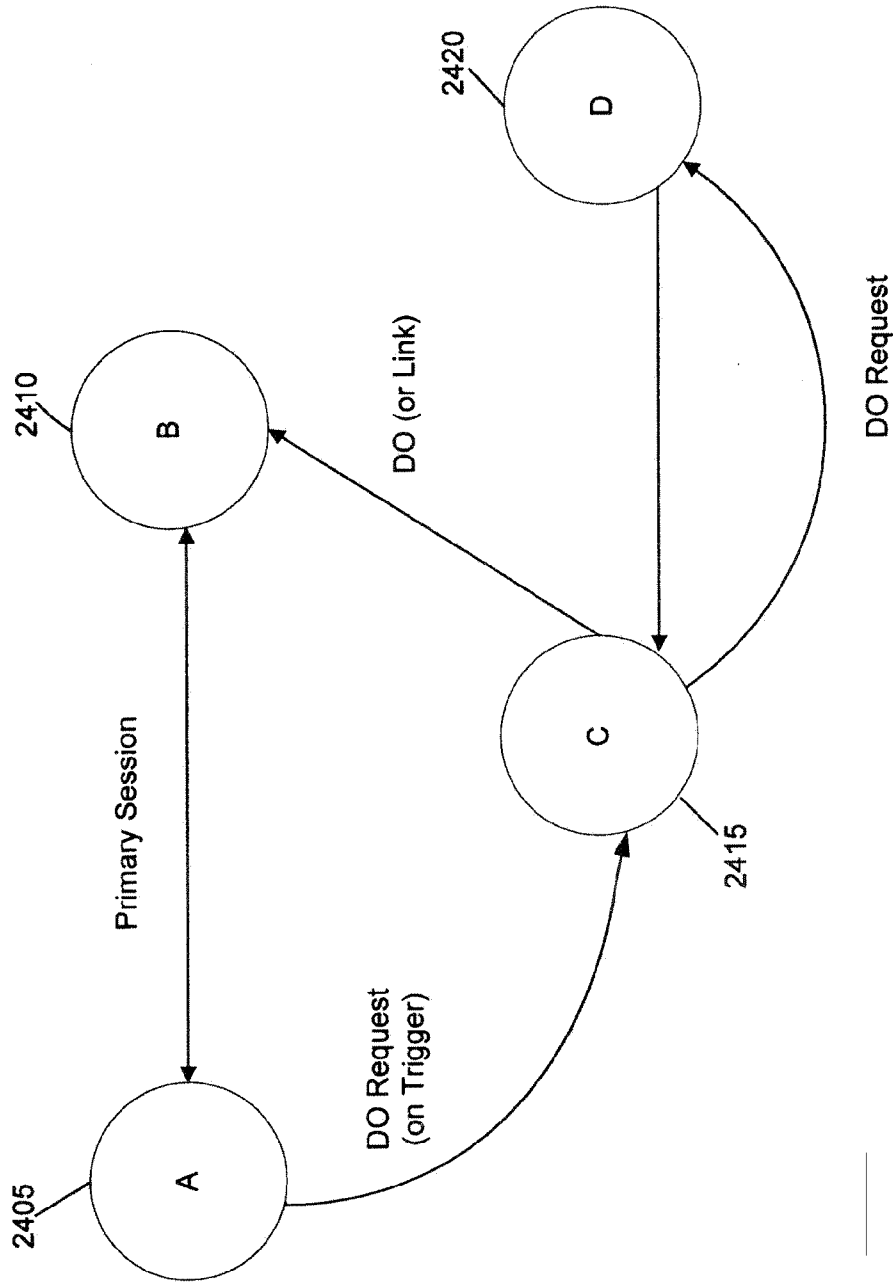 2405
A
Primary Session
2410
B
DO Request
(on Trigger)
DO (or Link)
2415
C
2420
D
DO Request